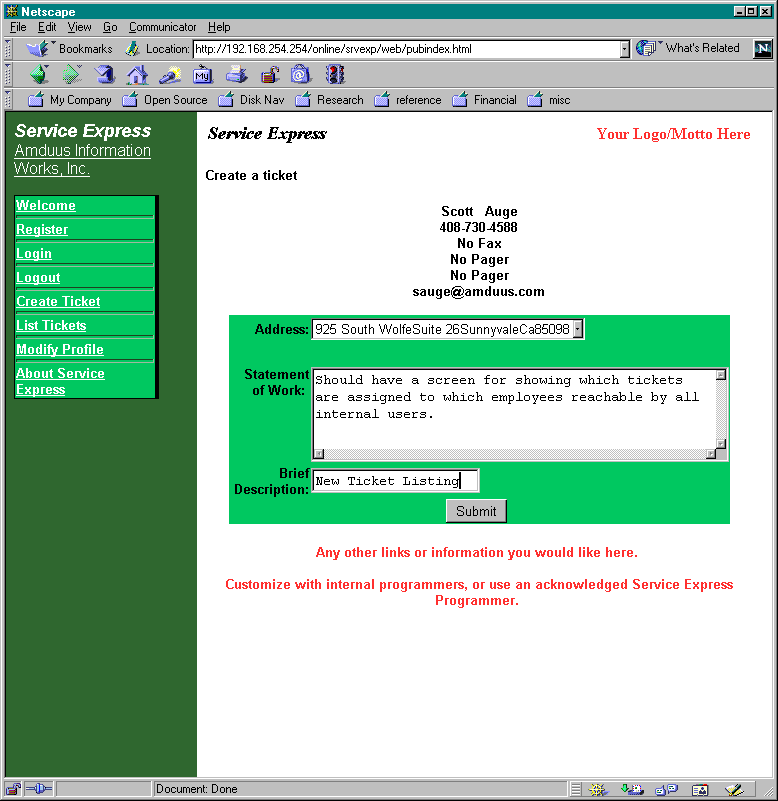 Netscape
File Edit View Go Communicator Help
Bookmarks Location: http://192.168.254.254/online/srvexp/web/pubindex.html What's Related N
My
My Company Open Source Disk Nav Research reference Financial misc
Service Express
Amduus Information
Works, Inc.
Welcome
Register
Login
Logout
Create Ticket
List Tickets
Modify Profile
About Service
Express
Service Express Your Logo/Motto Here
Create a ticket
Scott Auge
408-730-4588
No Fax
No Pager
No Pager
sauge@amduus.com
Address: 925 South WolfeSuite 26SunnyvaleCa85098
Statement
of Work:
Should have a screen for showing which tickets
are assigned to which employees reachable by all
internal users.
Brief
Description:
New Ticket Listing
Submit
Any other links or information you would like here.
Customize with internal programmers, or use an acknowledged Service Express
Programmer.
Document: Done